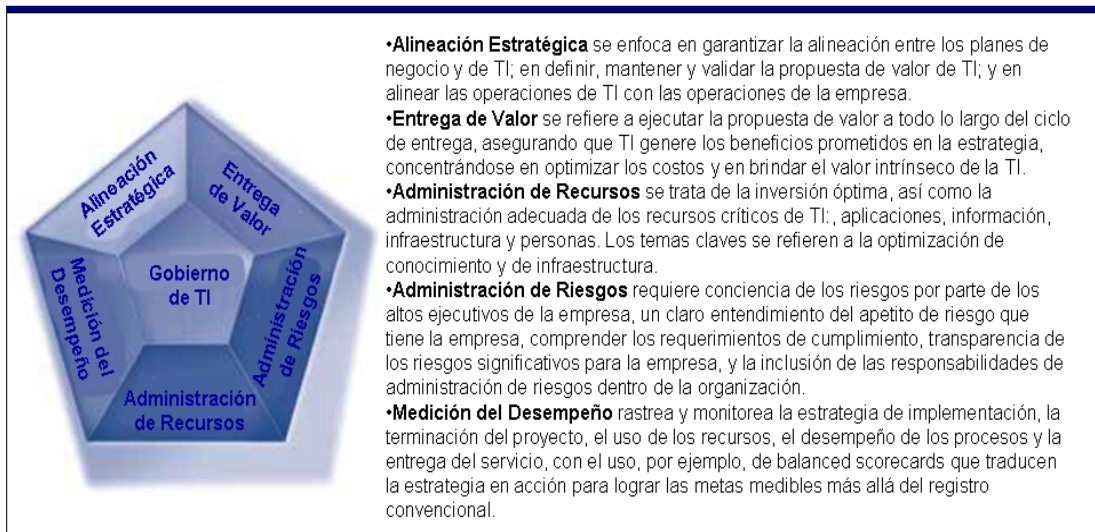 Alineación
Estratégica
Entrega
de Valor
Medición del
Desempeño
Gobierno
de TI
Administración
de Riesgos
Administración
de Recursos
•Alineación Estratégica se enfoca en garantizar la alineación entre los planes de
negocio y de TI; en definir, mantener y validar la propuesta de valor de TI; y en
alinear las operaciones de TI con las operaciones de la empresa.
•Entrega de Valor se refiere a ejecutar la propuesta de valor a todo lo largo del ciclo
de entrega, asegurando que TI genere los beneficios prometidos en la estrategia,
concentrándose en optimizar los costos y en brindar el valor intrínseco de la TI.
•Administración de Recursos se trata de la inversión óptima, así como la
administración adecuada de los recursos críticos de TI:, aplicaciones, información,
infraestructura y personas. Los temas claves se refieren a la optimización de
conocimiento y de infraestructura.
•Administración de Riesgos requiere conciencia de los riesgos por parte de los
altos ejecutivos de la empresa, un claro entendimiento del apetito de riesgo que
tiene la empresa, comprender los requerimientos de cumplimiento, transparencia de
los riesgos significativos para la empresa, y la inclusión de las responsabilidades de
administración de riesgos dentro de la organización.
•Medición del Desempeño rastrea y monitorea la estrategia de implementación, la
terminación del proyecto, el uso de los recursos, el desempeño de los procesos y la
entrega del servicio, con el uso, por ejemplo, de balanced scorecards que traducen
la estrategia en acción para lograr las metas medibles más allá del registro
convencional.